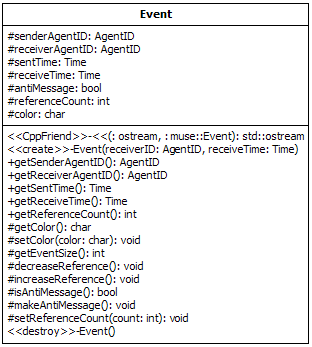 Event
#senderAgentID: AgentID
#receiverAgentID: AgentID
#sentTime: Time
#receiveTime: Time
#antiMessage: bool
#referenceCount: int
#color: char
<<CppFriend>>-<<(: ostream, :muse::Event): std::ostream
<<create>>-Event(receiverID: AgentID, receiveTime: Time)
+getSenderAgentID(): AgentID
+getReceiverAgentID(): AgentID
+getSentTime(): Time
+getReceiveTime(): Time
+getReferenceCount(): int
#getColor(): char
#setColor(color: char): void
#getEventSize(): int
#decreaseReference(): void
#increaseReference(): void
#isAntiMessage(): bool
#makeAntiMessage(): void
#setReferenceCount(count: int): void
<<destroy>>-Event()